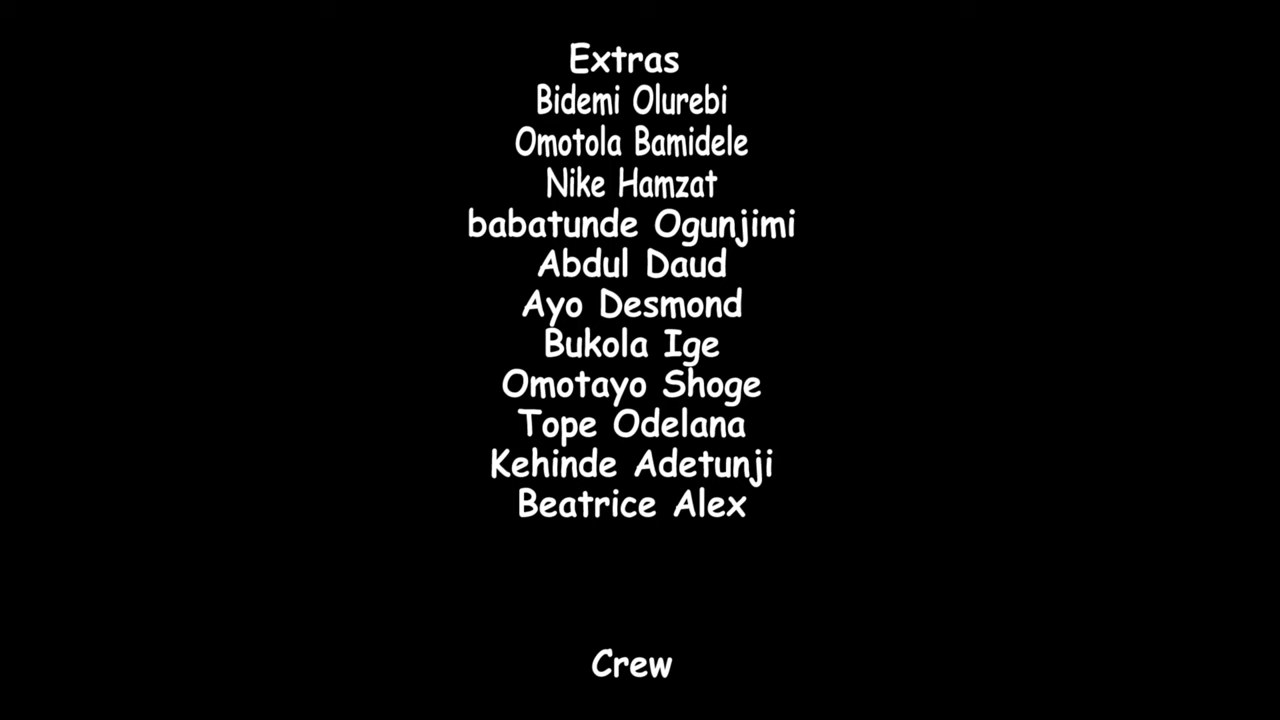 Extras
Bidemi Olurebi
Omotola Bamidele
Nike Hamzat
babatunde Ogunjimi
Abdul Daud
Ayo Desmond
Bukola Ige
Omotayo Shoge
Tope Odelana
Kehinde Adetunji
Beatrice Alex
Crew